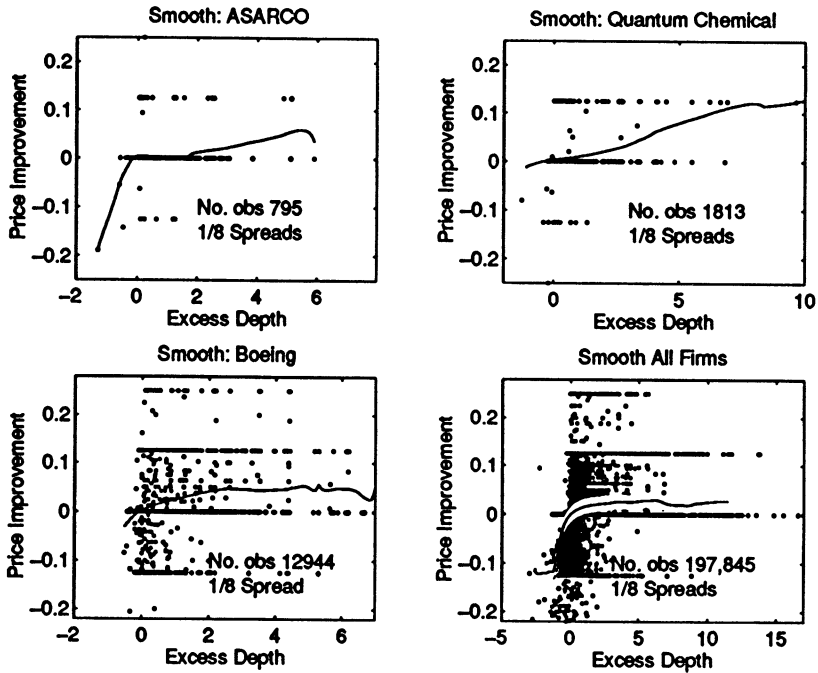 Smooth: ASARCO
Price Improvement
0.2
0.1
0
−0.1
−0.2
No. obs 795
1/8 Spreads
−2
0
2
4
6
8
Excess Depth
Smooth: Quantum Chemical
Price Improvement
0.2
0.1
0
−0.1
−0.2
No. obs 1813
1/8 Spreads
0
5
10
Excess Depth
Smooth: Boeing
Price Improvement
0.2
0.1
0
−0.1
−0.2
No. obs 12944
1/8 Spread
−2
0
2
4
6
Excess Depth
Smooth All Firms
Price Improvement
0.2
0.1
0
−0.1
−0.2
No. obs 197,845
1/8 Spreads
−5
0
5
10
15
Excess Depth